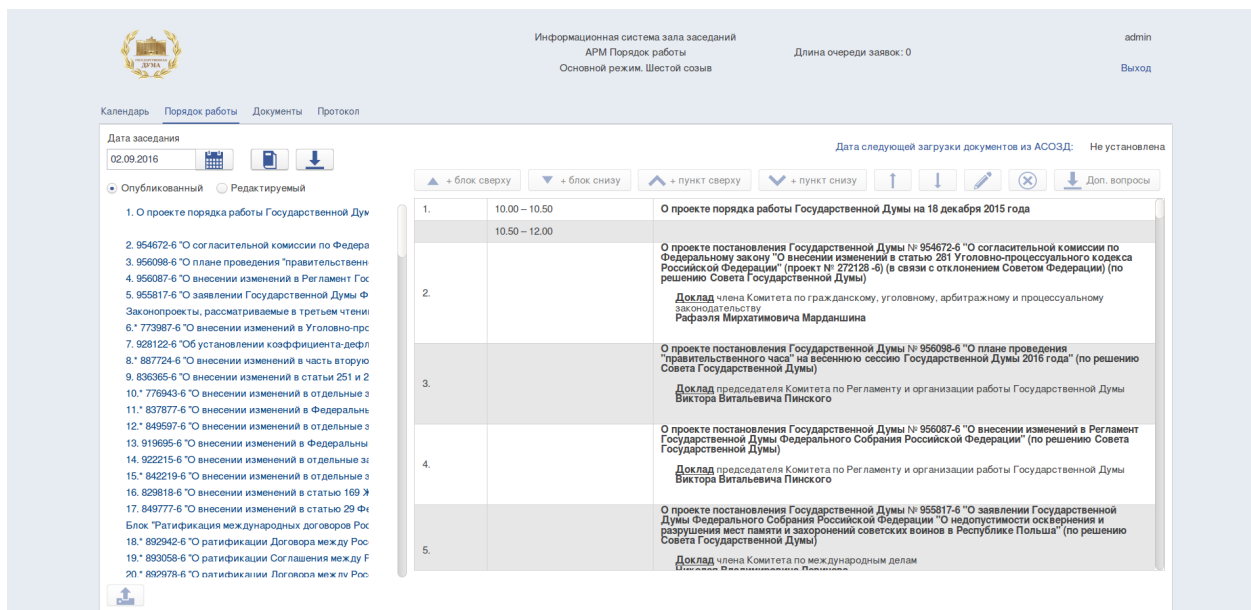 Информационная система зала заседаний
АРМ Порядок работы
Основной режим. Шестой созыв
Длина очереди заявок: 0
admin
Выход
ГОСУДАРСТВЕННАЯ
ДУМА
Календарь Порядок работы Документы Протокол
Дата заседания
02.09.2016
Дата следующей загрузки документов из АСОЗД: Не установлена
Опубликованный Редактируемый
+ блок сверху + блок снизу + пункт сверху + пункт снизу Доп. вопросы
1. О проекте порядка работы Государственной Дум
2. 954672-6 "О согласительной комиссии по Федера
3. 956098-6 "О плане проведения "правительственн
4. 956087-6 "О внесении изменений в Регламент Гос
5. 955817-6 "О заявлении Государственной Думы Ф
Законопроекты, рассматриваемые в третьем чтени
6.* 773987-6 "О внесении изменений в Уголовно-про
7. 928122-6 "Об установлении коэффициента-дефл
8.* 887724-6 "О внесении изменений в часть вторую
9. 836365-6 "О внесении изменений в статьи 251 и 2
10.* 776943-6 "О внесении изменений в отдельные з
11.* 837877-6 "О внесении изменений в Федеральнь
12.* 849597-6 "О внесении изменений в отдельные з
13. 919695-6 "О внесении изменений в Федеральны
14. 922215-6 "О внесении изменений в отдельные за
15.* 842219-6 "О внесении изменений в отдельные з
16. 829818-6 "О внесении изменений в статью 169 Ж
17. 849777-6 "О внесении изменений в статью 29 Фе
Блок "Ратификация международных договоров Рос
18.* 892942-6 "О ратификации Договора между Рос
19.* 893058-6 "О ратификации Соглашения между Р
20.* 892978-6 "О ратификации Договора между Рос
1. 10.00 – 10.50 О проекте порядка работы Государственной Думы на 18 декабря 2015 года
10.50 – 12.00
2.
О проекте постановления Государственной Думы № 954672-6 "О согласительной комиссии по
Федеральному закону "О внесении изменений в статью 281 Уголовно-процессуального кодекса
Российской Федерации" (проект № 272128 -6) (в связи с отклонением Советом Федерации) (по
решению Совета Государственной Думы)
Доклад члена Комитета по гражданскому, уголовному, арбитражному и процессуальному
законодательству
Рафаэля Мирхатимовича Марданшина
3.
О проекте постановления Государственной Думы № 956098-6 "О плане проведения
"правительственного часа" на весеннюю сессию Государственной Думы 2016 года" (по решению
Совета Государственной Думы)
Доклад председателя Комитета по Регламенту и организации работы Государственной Думы
Виктора Витальевича Пинского
4.
О проекте постановления Государственной Думы № 956087-6 "О внесении изменений в Регламент
Государственной Думы Федерального Собрания Российской Федерации" (по решению Совета
Государственной Думы)
Доклад председателя Комитета по Регламенту и организации работы Государственной Думы
Виктора Витальевича Пинского
5.
О проекте постановления Государственной Думы № 955817-6 "О заявлении Государственной
Думы Федерального Собрания Российской Федерации "О недопустимости осквернения и
разрушения мест памяти и захоронений советских воинов в Республике Польша" (по решению
Совета Государственной Думы)
Доклад члена Комитета по международным делам
Николая Владимировича